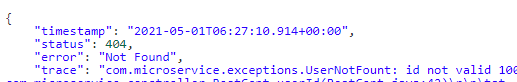 {
"timestamp": "2021-05-01T06:27:10.914+00:00",
"status": 404,
"error": "Not Found",
"trace": "com.microservice.exceptions.UserNotFount: id not valid 100